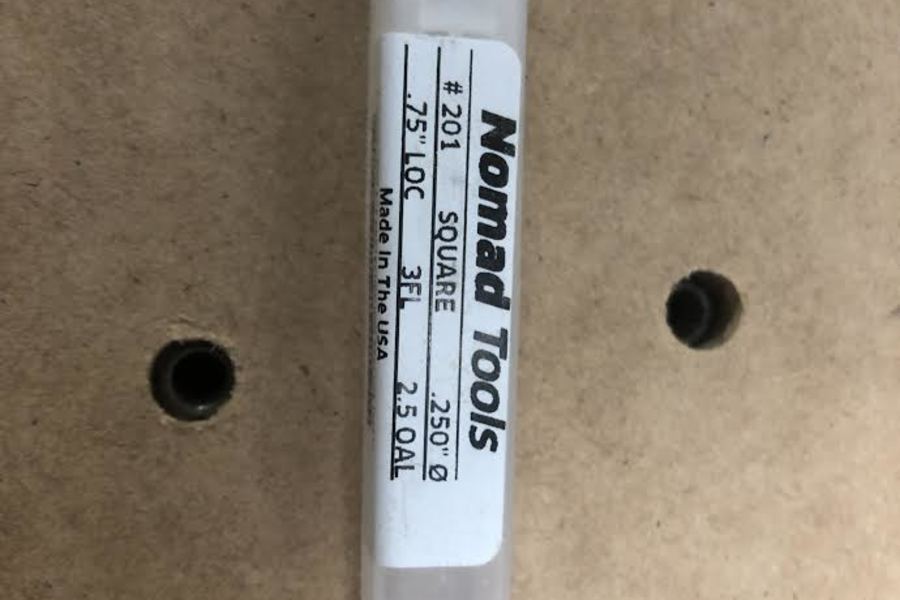 Nomad Tools
# 201 SQUARE .250" Ø
.75" LOC 3FL 2.5 OAL
Made In The USA